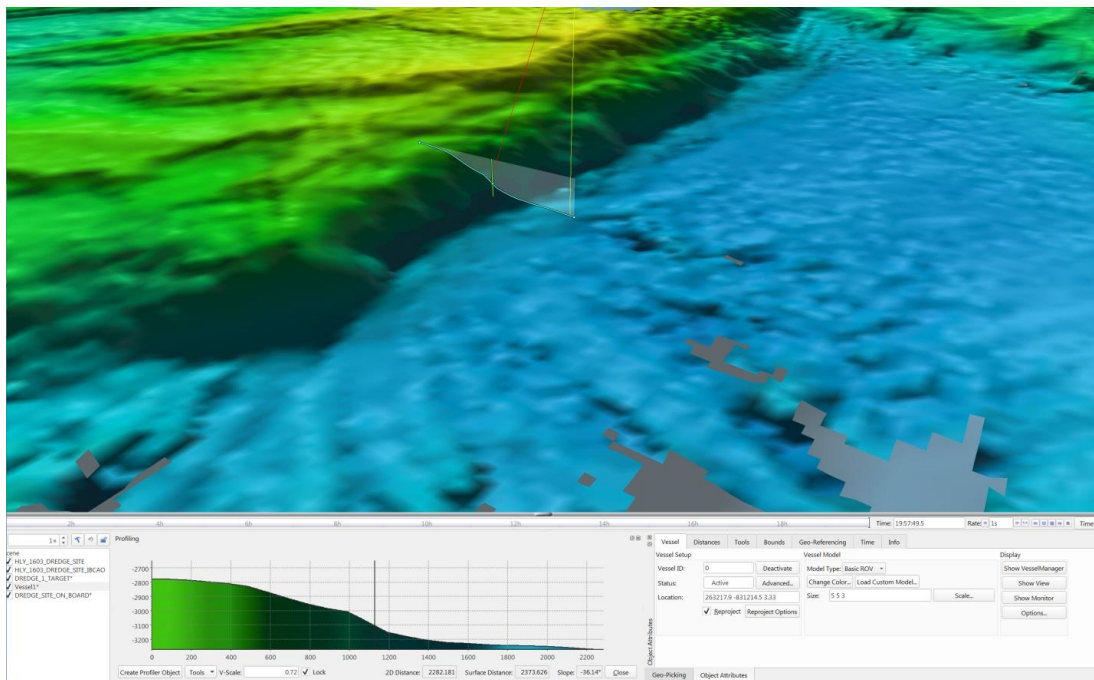 2h 4h 6h 8h 10h 12h 14h 16h 18h Time: 19:57:49.5 Rate: 1s Time
1x
Profiling
cene
HLY_1603_DREDGE_SITE
HLY_1603_DREDGE_SITE_IBCAO
DREDGE_1_TARGET*
Vessel1*
DREDGE_SITE_ON_BOARD*
-2700
-2800
-2900
-3000
-3100
-3200
0 200 400 600 800 1000 1200 1400 1600 1800 2000 2200
Create Profiler Object Tools V-Scale: 0.72 Lock 2D Distance: 2282.181 Surface Distance: 2373.626 Slope: -36.14° Close
Object Attributes
Vessel Distances Tools Bounds Geo-Referencing Time Info
Vessel Setup Vessel Model Display
Vessel ID: 0 Deactivate Model Type: Basic ROV Show VesselManager
Status: Active Advanced.. Change Color... Load Custom Model... Show View
Location: 263217.9 -831214.5 3.33 Size: 5 5 3 Scale... Show Monitor
Reproject Reproject Options Options...
Geo-Picking Object Attributes